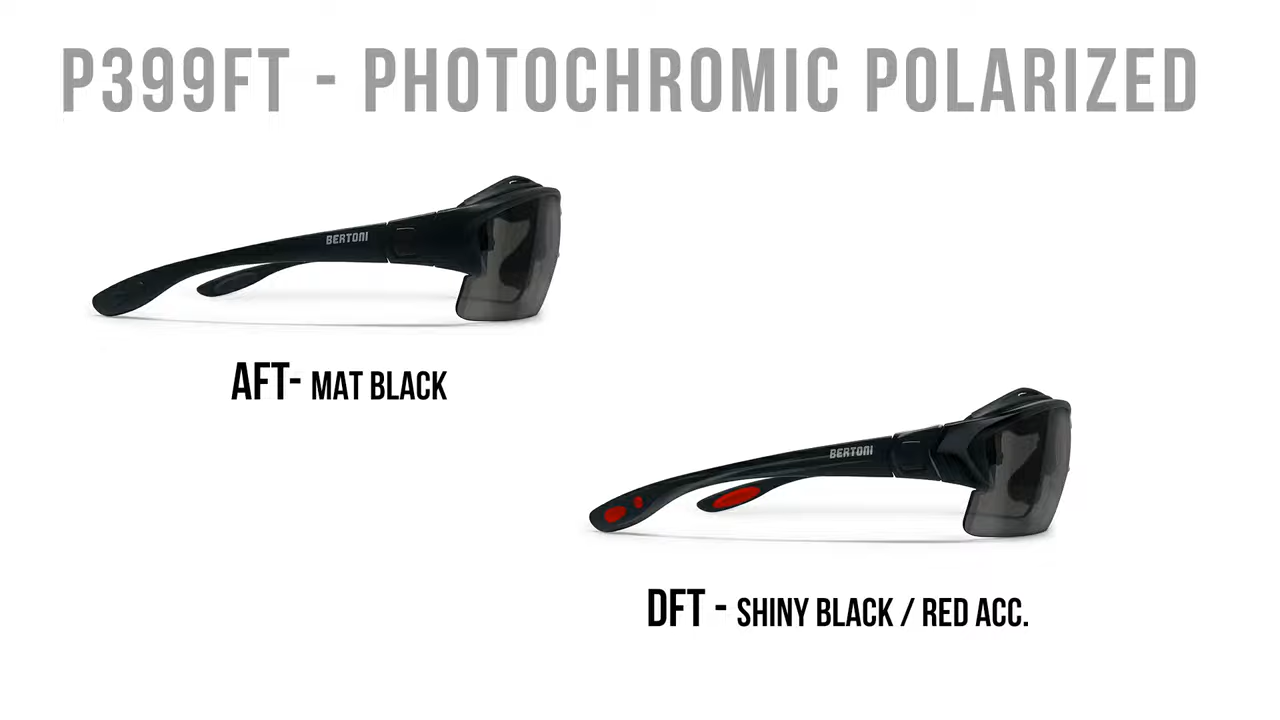 P399FT - PHOTOCHROMIC POLARIZED
BERTONI
AFT- MAT BLACK
BERTONI
DFT - SHINY BLACK / RED ACC.